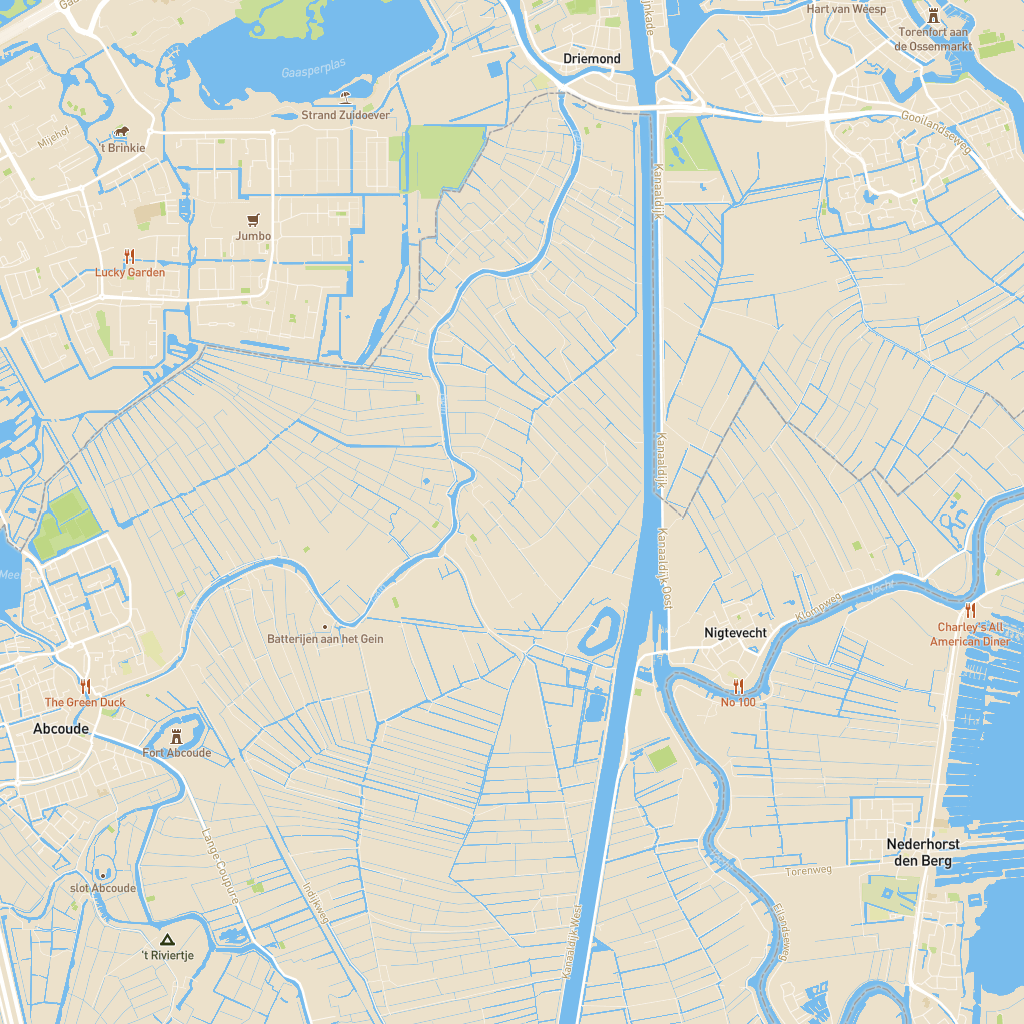 Hart van Weesp
Torenfort aan
de Ossenmarkt
Driemond
Gaasperplas
Strand Zuidoever
Gooilandseweg
Mijehof
't Brinkie
Kanaaldijk
Jumbo
Lucky Garden
Kanaaldijk
Kanaaldijk Oost
Meer
Vecht
Klompweg
Charley's All
American Diner
Nigtevecht
Batterijen aan het Gein
The Green Duck
No 100
Abcoude
Fort Abcoude
Nederhorst
den Berg
Torenweg
Lange Coupure
slot Abcoude
Indijkweg
Eilandseweg
Kanaaldijk West
't Riviertje